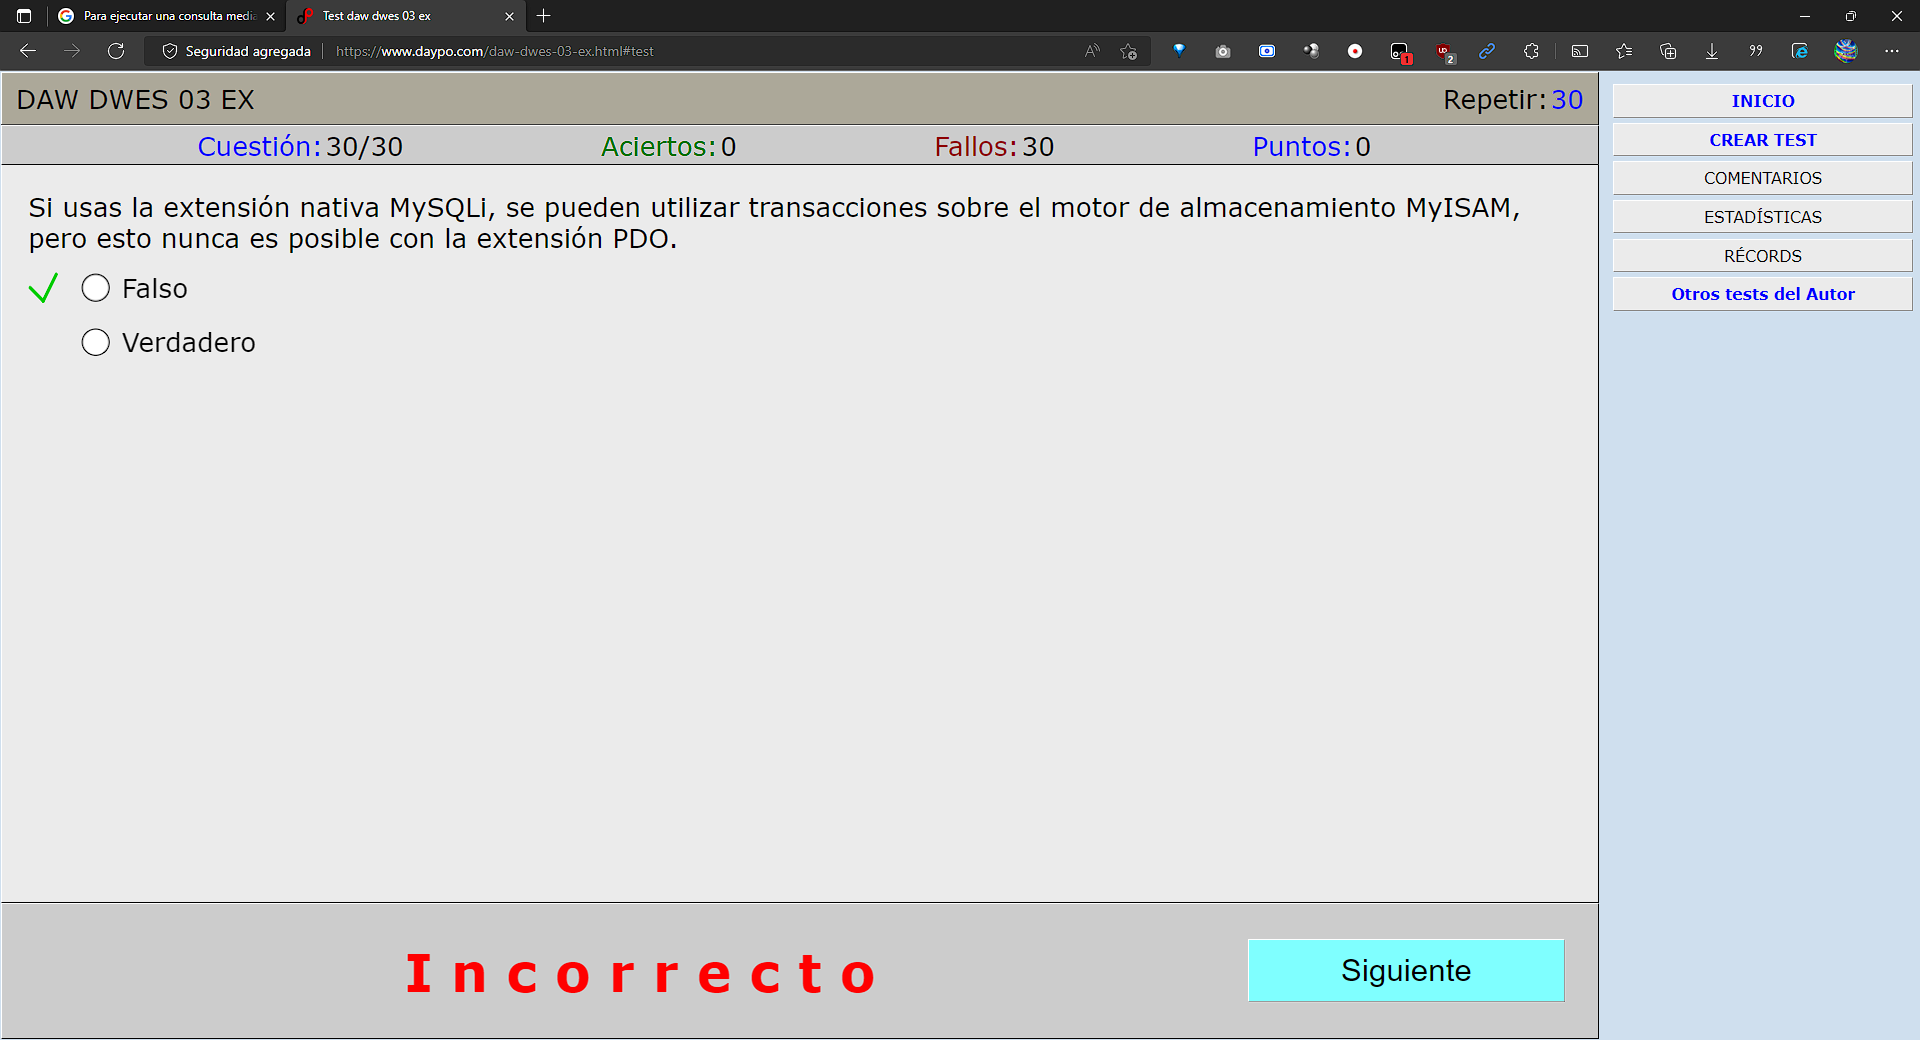 Para ejecutar una consulta media
Test daw dwes 03 ex
Seguridad agregada
https://www.daypo.com/daw-dwes-03-ex.html#test
1
2
DAW DWES 03 EX
Repetir: 30
Cuestión: 30/30
Aciertos: 0
Fallos: 30
Puntos: 0
Si usas la extensión nativa MySQLi, se pueden utilizar transacciones sobre el motor de almacenamiento MyISAM,
pero esto nunca es posible con la extensión PDO.
Falso
Verdadero
Incorrecto
Siguiente
INICIO
CREAR TEST
COMENTARIOS
ESTADÍSTICAS
RÉCORDS
Otros tests del Autor